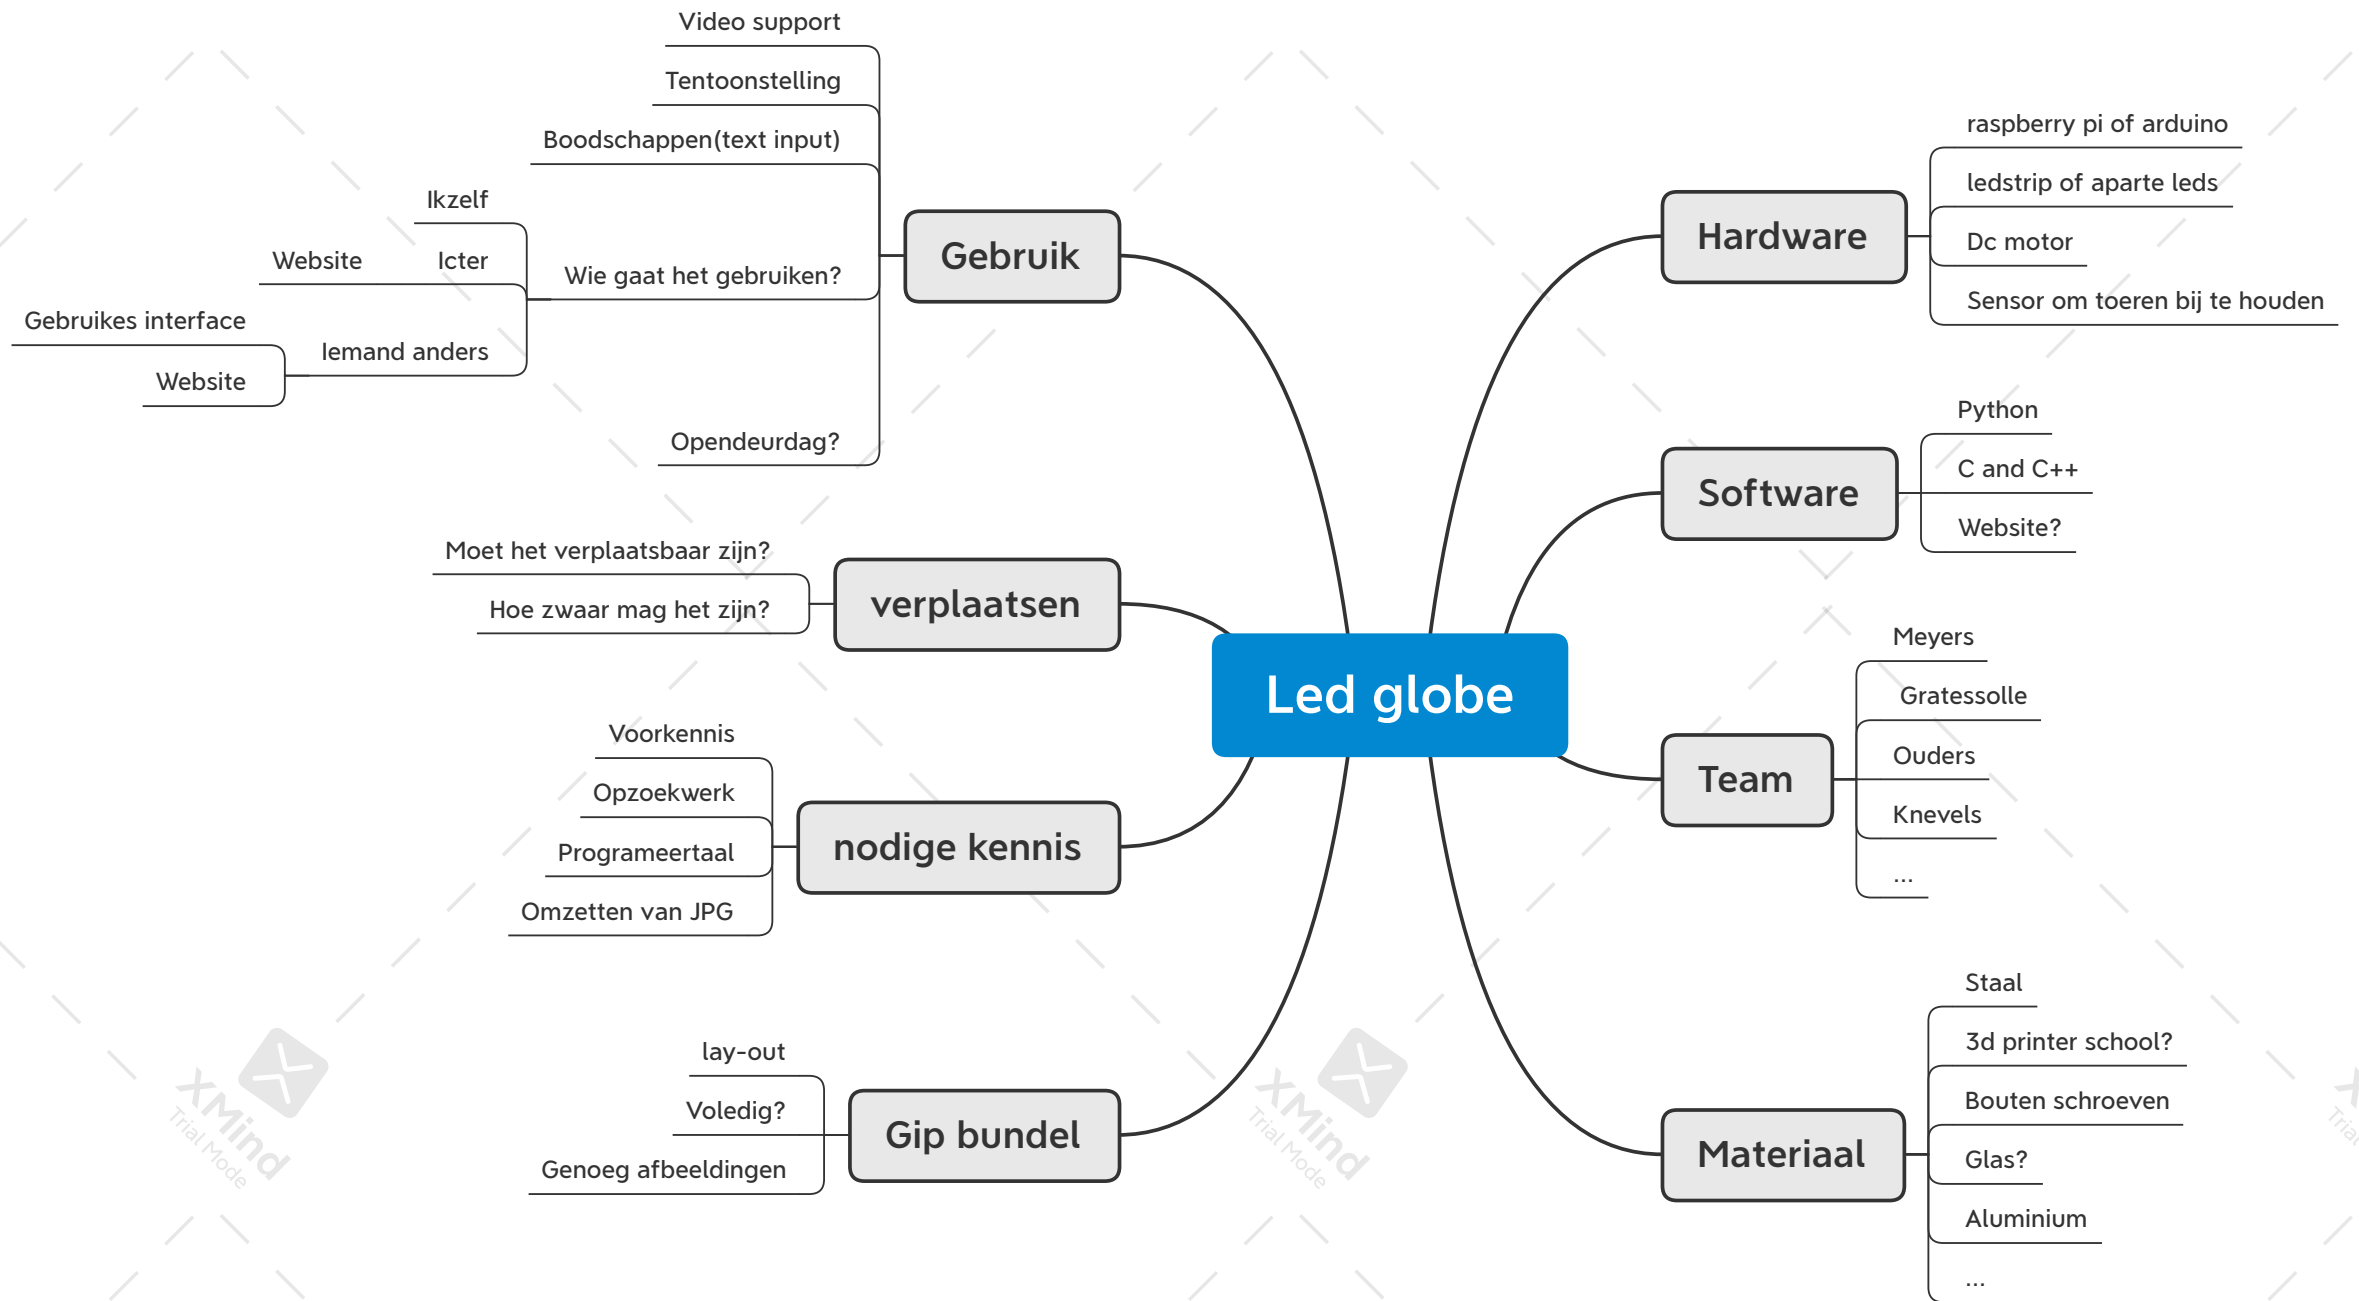 Led globe
Hardware
raspberry pi of arduino
ledstrip of aparte leds
Dc motor
Sensor om toeren bij te houden
Software
Python
C and C++
Website?
Team
Meyers
Gratessolle
Ouders
Knevels
...
Materiaal
Staal
3d printer school?
Bouten schroeven
Glas?
Aluminium
...
Gebruik
Video support
Tentoonstelling
Boodschappen(text input)
Wie gaat het gebruiken?
Ikzelf
Icter
Website
Iemand anders
Gebruikes interface
Website
Opendeurdag?
verplaatsen
Moet het verplaatsbaar zijn?
Hoe zwaar mag het zijn?
nodige kennis
Voorkennis
Opzoekwerk
Programeertaal
Omzetten van JPG
Gip bundel
lay-out
Voledig?
Genoeg afbeeldingen
XMind
Trial Mode
XMind
Trial Mode